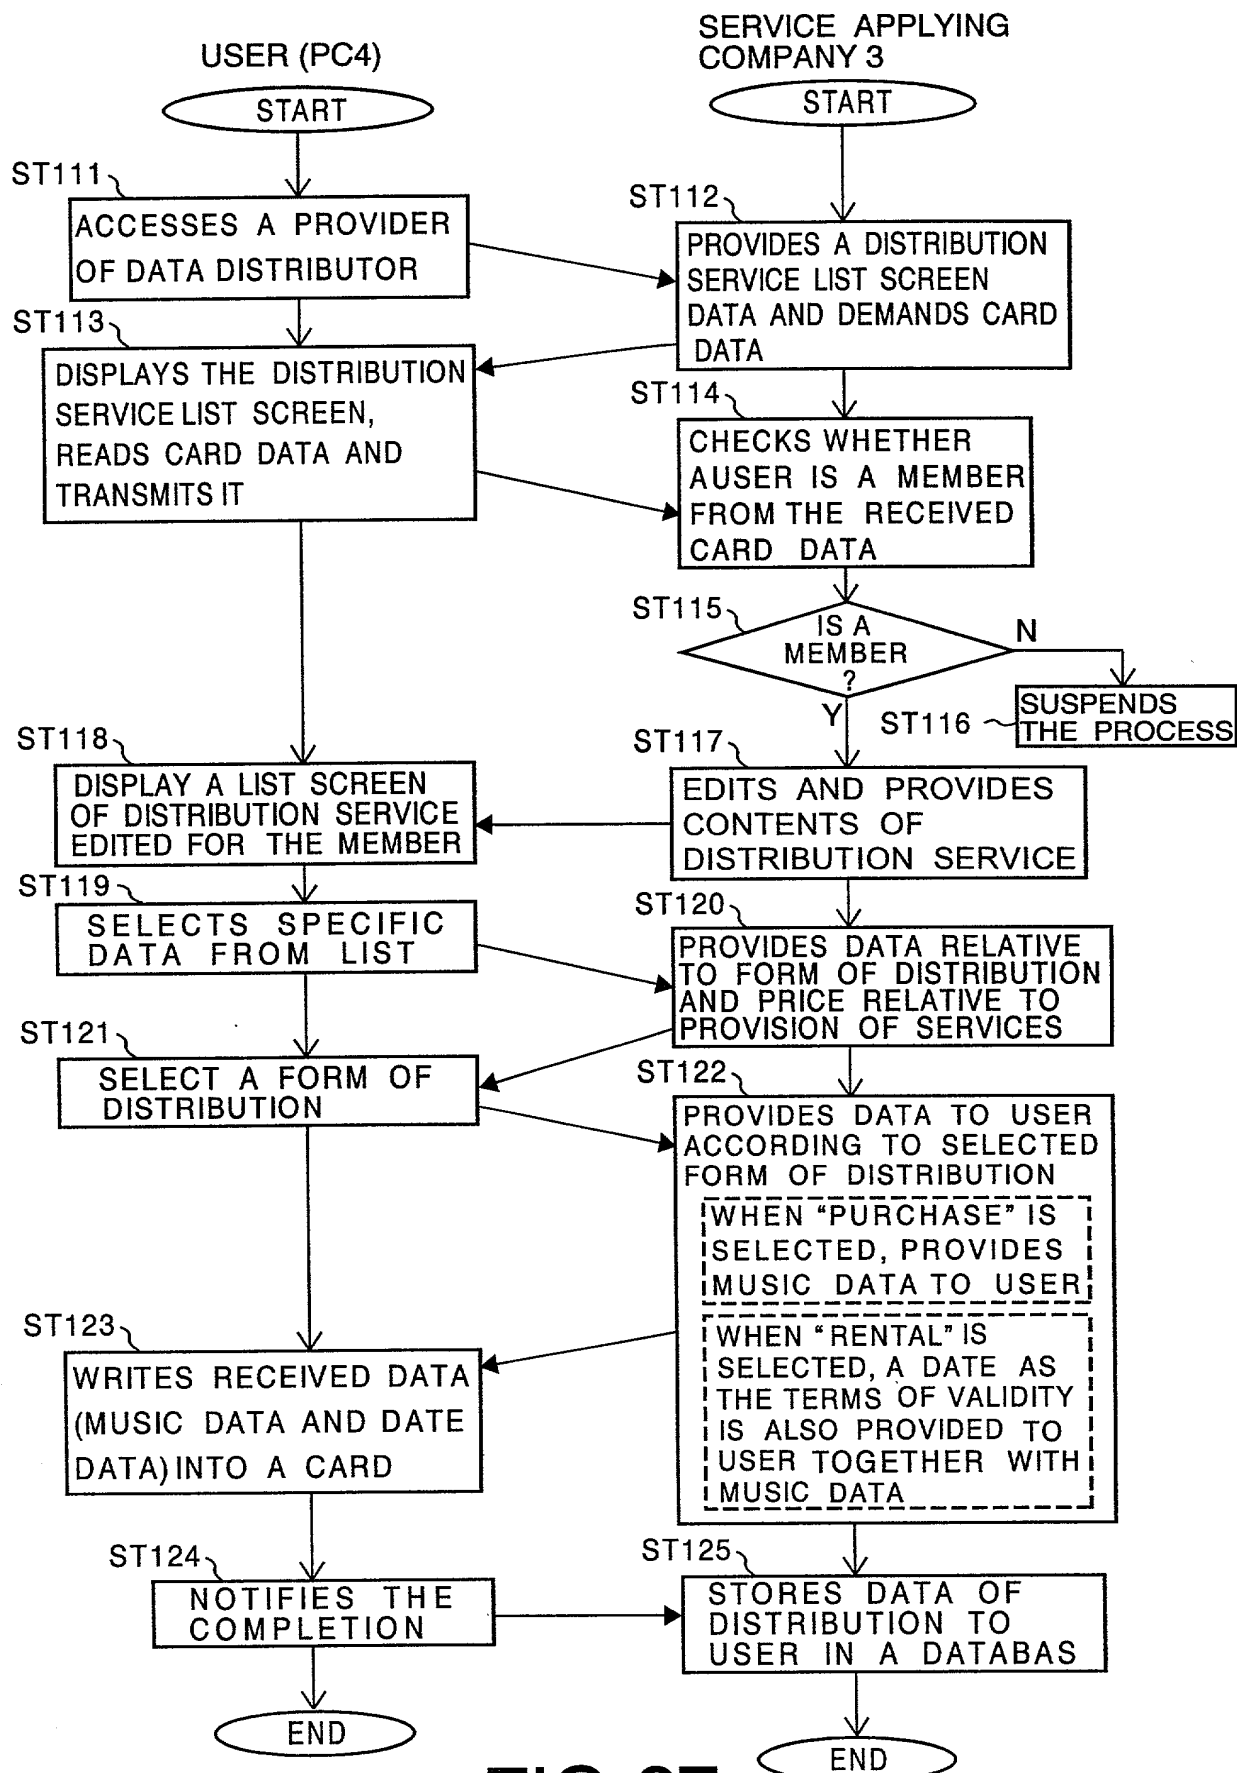 USER (PC4)
SERVICE APPLYING
COMPANY 3
START
START
ST111
ACCESSES A PROVIDER
OF DATA DISTRIBUTOR
ST112
PROVIDES A DISTRIBUTION
SERVICE LIST SCREEN
DATA AND DEMANDS CARD
DATA
ST113
DISPLAYS THE DISTRIBUTION
SERVICE LIST SCREEN,
READS CARD DATA AND
TRANSMITS IT
ST114
CHECKS WHETHER
AUSER IS A MEMBER
FROM THE RECEIVED
CARD DATA
ST115
IS A
MEMBER
?
N
Y
ST116
SUSPENDS
THE PROCESS
ST117
EDITS AND PROVIDES
CONTENTS OF
DISTRIBUTION SERVICE
ST118
DISPLAY A LIST SCREEN
OF DISTRIBUTION SERVICE
EDITED FOR THE MEMBER
ST119
SELECTS SPECIFIC
DATA FROM LIST
ST120
PROVIDES DATA RELATIVE
TO FORM OF DISTRIBUTION
AND PRICE RELATIVE TO
PROVISION OF SERVICES
ST121
SELECT A FORM OF
DISTRIBUTION
ST122
PROVIDES DATA TO USER
ACCORDING TO SELECTED
FORM OF DISTRIBUTION
WHEN "PURCHASE" IS
SELECTED, PROVIDES
MUSIC DATA TO USER
WHEN "RENTAL" IS
SELECTED, A DATE AS
THE TERMS OF VALIDITY
IS ALSO PROVIDED TO
USER TOGETHER WITH
MUSIC DATA
ST123
WRITES RECEIVED DATA
(MUSIC DATA AND DATE
DATA) INTO A CARD
ST124
NOTIFIES THE
COMPLETION
ST125
STORES DATA OF
DISTRIBUTION TO
USER IN A DATABAS
END
END